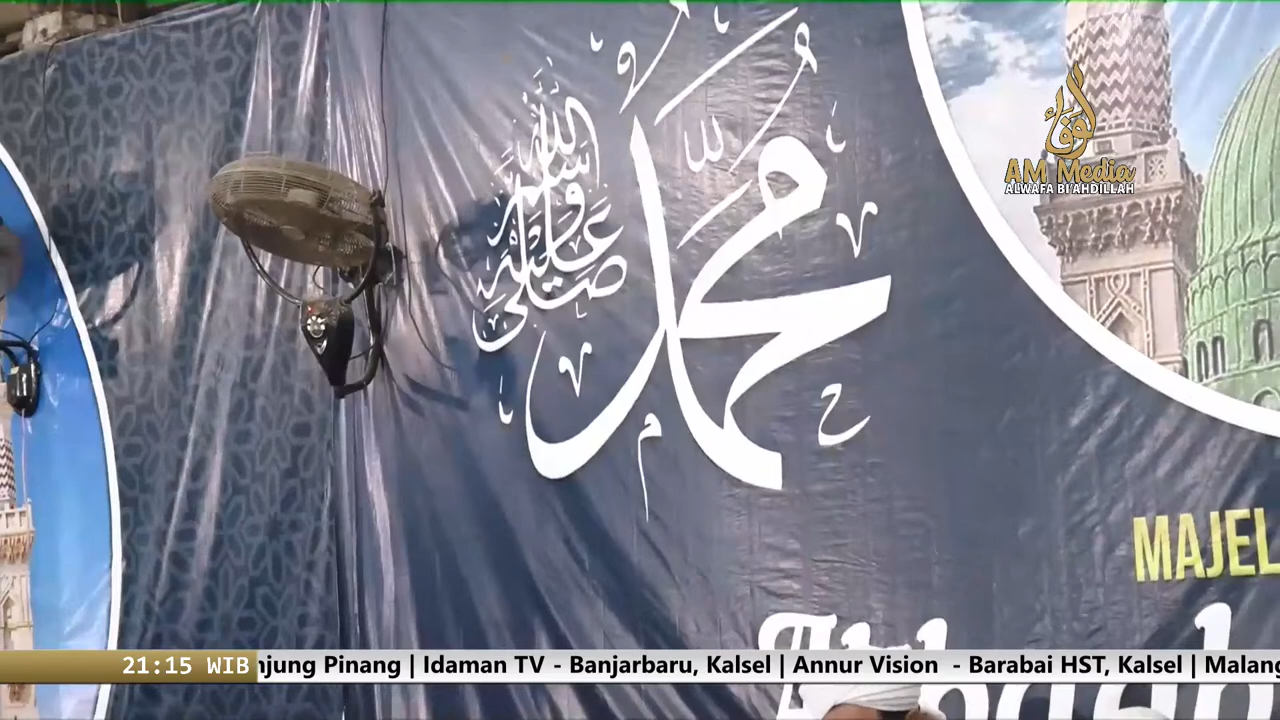 محمد
صلى الله عليه وسلم
الوفاء
AM Media
ALWAFA BI'AHDILLAH
MAJEL
21:15 WIB
njung Pinang | Idaman TV - Banjarbaru, Kalsel | Annur Vision - Barabai HST, Kalsel | Malang